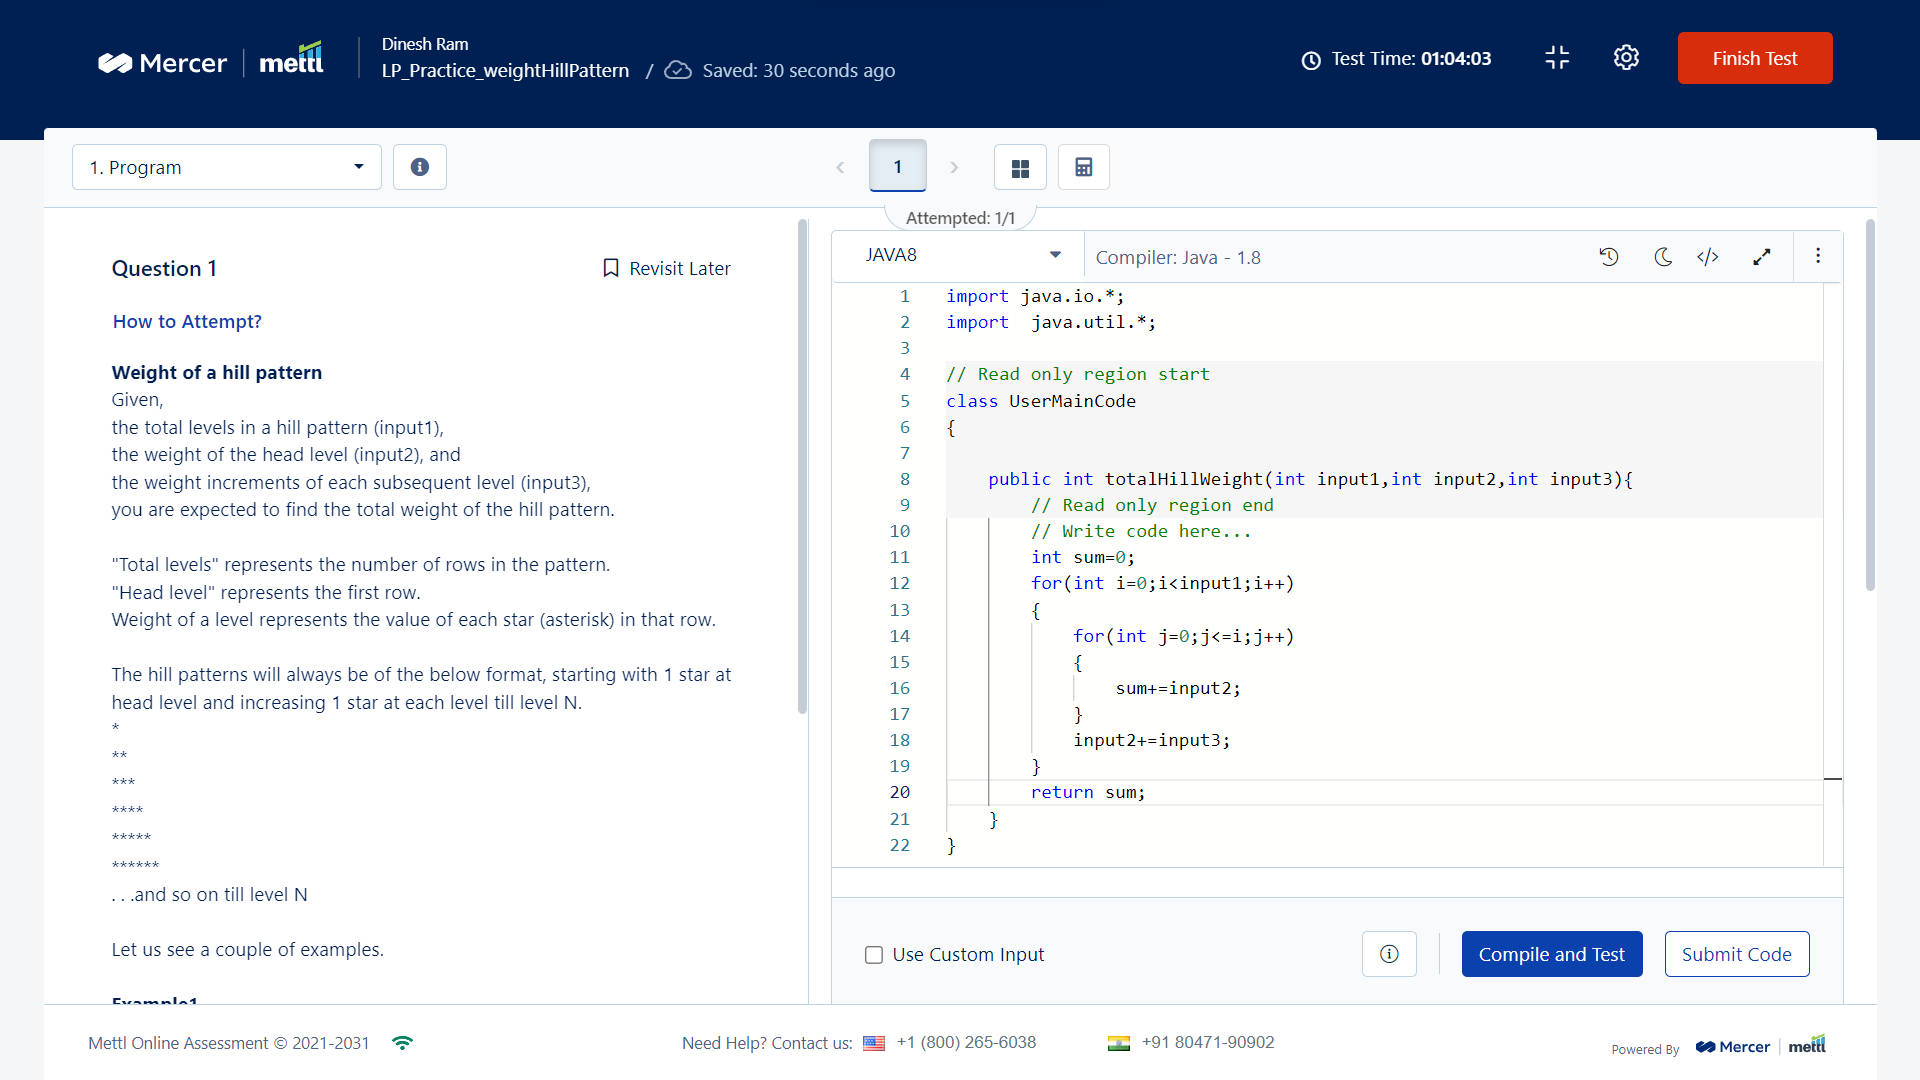 Mercer | mettl
Dinesh Ram
LP_Practice_weightHillPattern / Saved: 30 seconds ago
Test Time: 01:04:03
Finish Test
1. Program
1
Attempted: 1/1
Question 1
Revisit Later
How to Attempt?
Weight of a hill pattern
Given,
the total levels in a hill pattern (input1),
the weight of the head level (input2), and
the weight increments of each subsequent level (input3),
you are expected to find the total weight of the hill pattern.
"Total levels" represents the number of rows in the pattern.
"Head level" represents the first row.
Weight of a level represents the value of each star (asterisk) in that row.
The hill patterns will always be of the below format, starting with 1 star at
head level and increasing 1 star at each level till level N.
*
**
***
****
*****
******
. . .and so on till level N
Let us see a couple of examples.
Example1
JAVA8
Compiler: Java - 1.8
1 import java.io.*;
2 import  java.util.*;
3
4 // Read only region start
5 class UserMainCode
6 {
7
8     public int totalHillWeight(int input1,int input2,int input3){
9         // Read only region end
10         // Write code here...
11         int sum=0;
12         for(int i=0;i<input1;i++)
13         {
14             for(int j=0;j<=i;j++)
15             {
16                 sum+=input2;
17             }
18             input2+=input3;
19         }
20         return sum;
21     }
22 }
Use Custom Input
Compile and Test
Submit Code
Mettl Online Assessment © 2021-2031
Need Help? Contact us: +1 (800) 265-6038
+91 80471-90902
Powered By Mercer | mettl